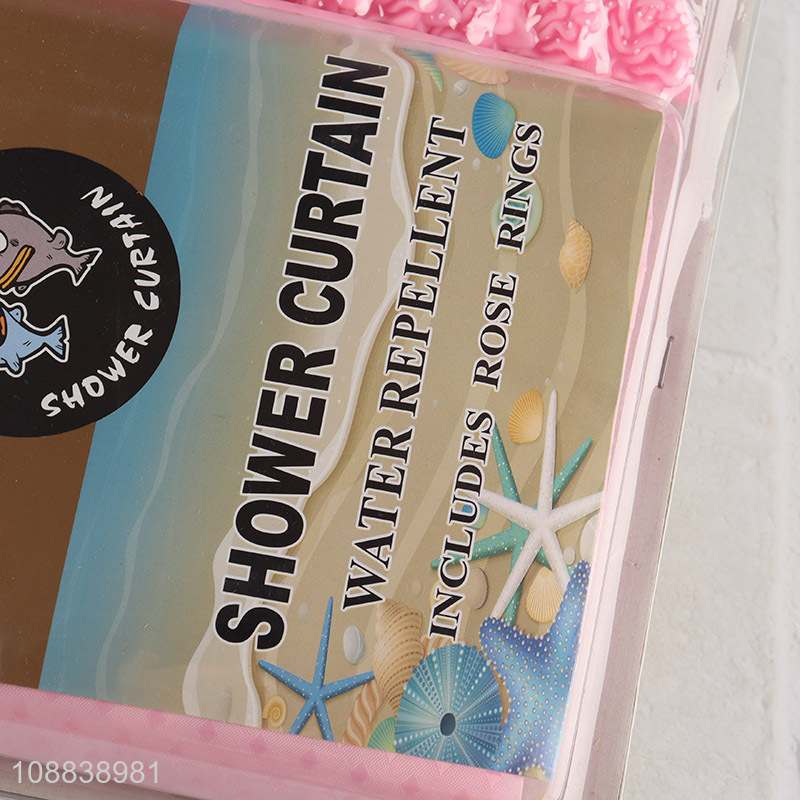 SHOWER CURTAIN
WATER REPELLENT
INCLUDES ROSE RINGS
SHOWER CURTAIN
108838981